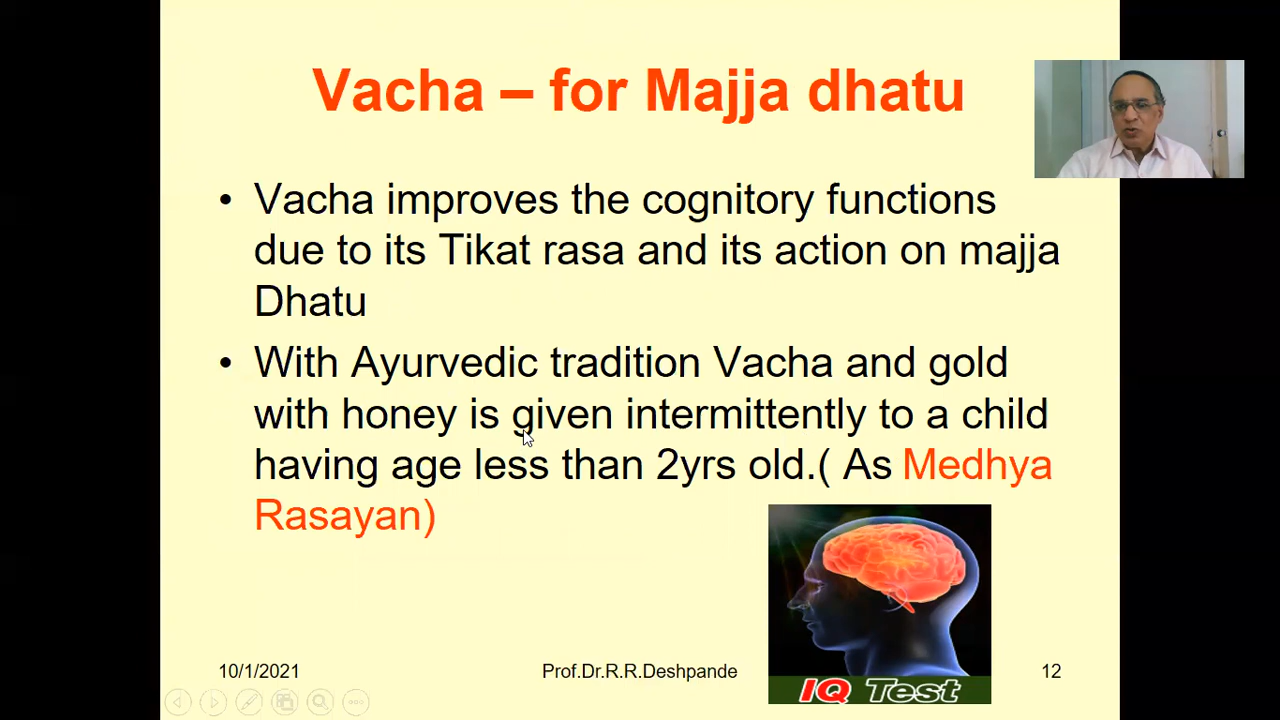 Vacha – for Majja dhatu
• Vacha improves the cognitory functions
due to its Tikat rasa and its action on majja
Dhatu
• With Ayurvedic tradition Vacha and gold
with honey is given intermittently to a child
having age less than 2yrs old.( As Medhya
Rasayan)
IQ Test
10/1/2021
Prof.Dr.R.R.Deshpande
12